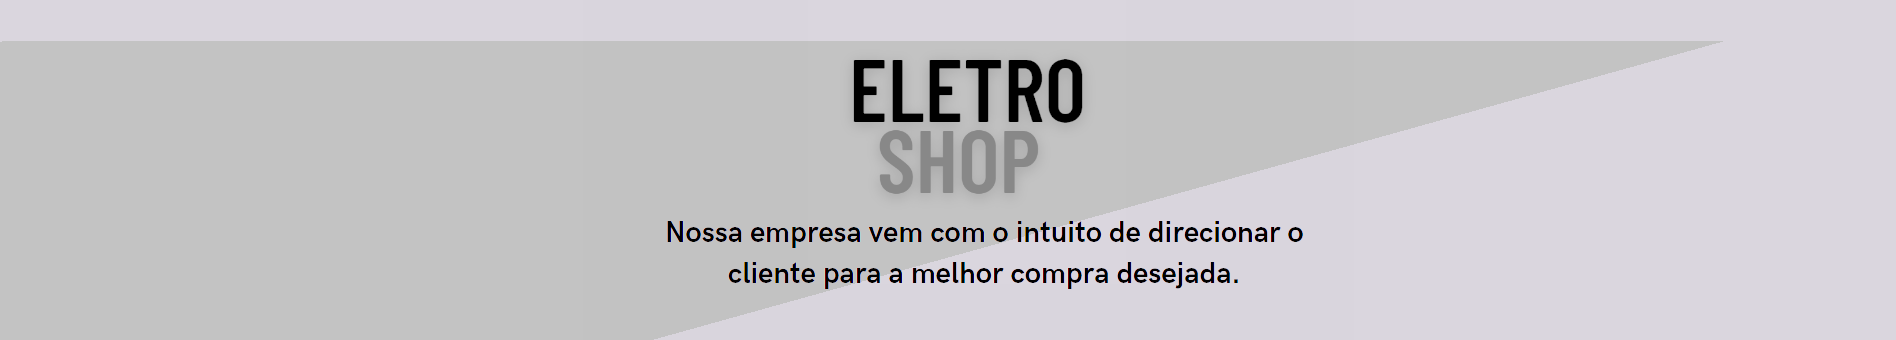 ELETRO
SHOP
Nossa empresa vem com o intuito de direcionar o
cliente para a melhor compra desejada.